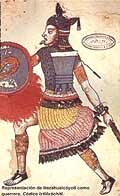 Representación de Nezahualcóyotl como
guerrero. Códice Ixtlilxóchitl.